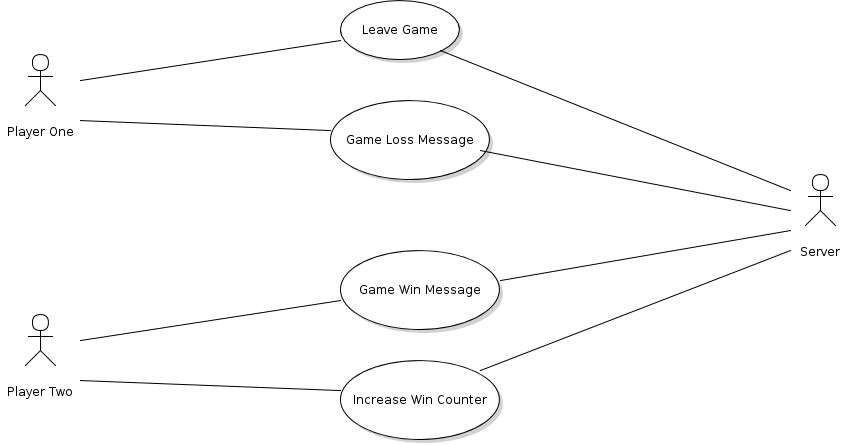 Leave Game
Player One
Game Loss Message
Server
Game Win Message
Player Two
Increase Win Counter